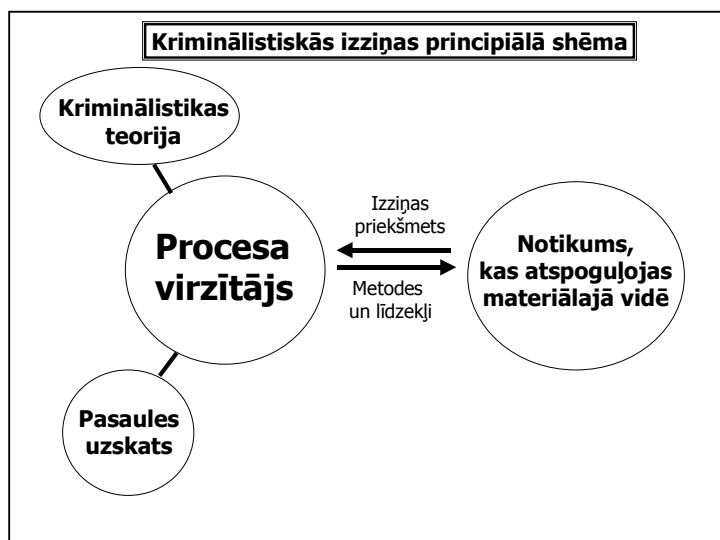 Kriminālistiskās izziņas principiālā shēma
Kriminālistikas
teorija
Procesa
virzītājs
Izziņas
priekšmets
Metodes
un līdzekļi
Notikums,
kas atspoguļojas
materiālajā vidē
Pasaules
uzskats